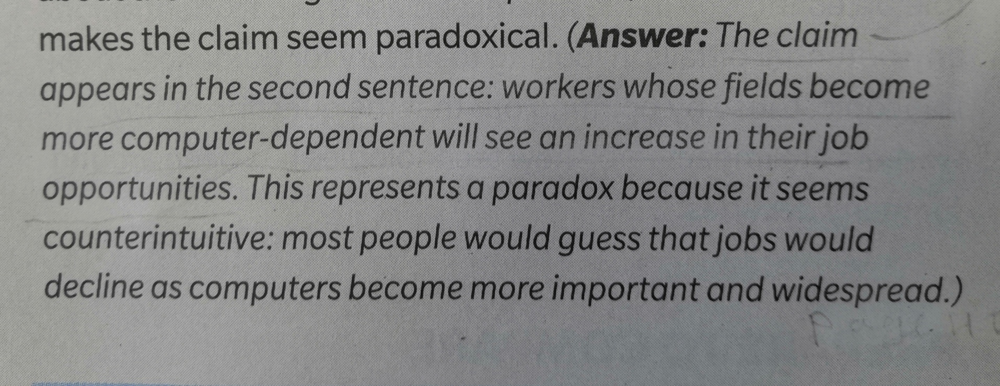 makes the claim seem paradoxical. (Answer: The claim
appears in the second sentence: workers whose fields become
more computer-dependent will see an increase in their job
opportunities. This represents a paradox because it seems
counterintuitive: most people would guess that jobs would
decline as computers become more important and widespread.)